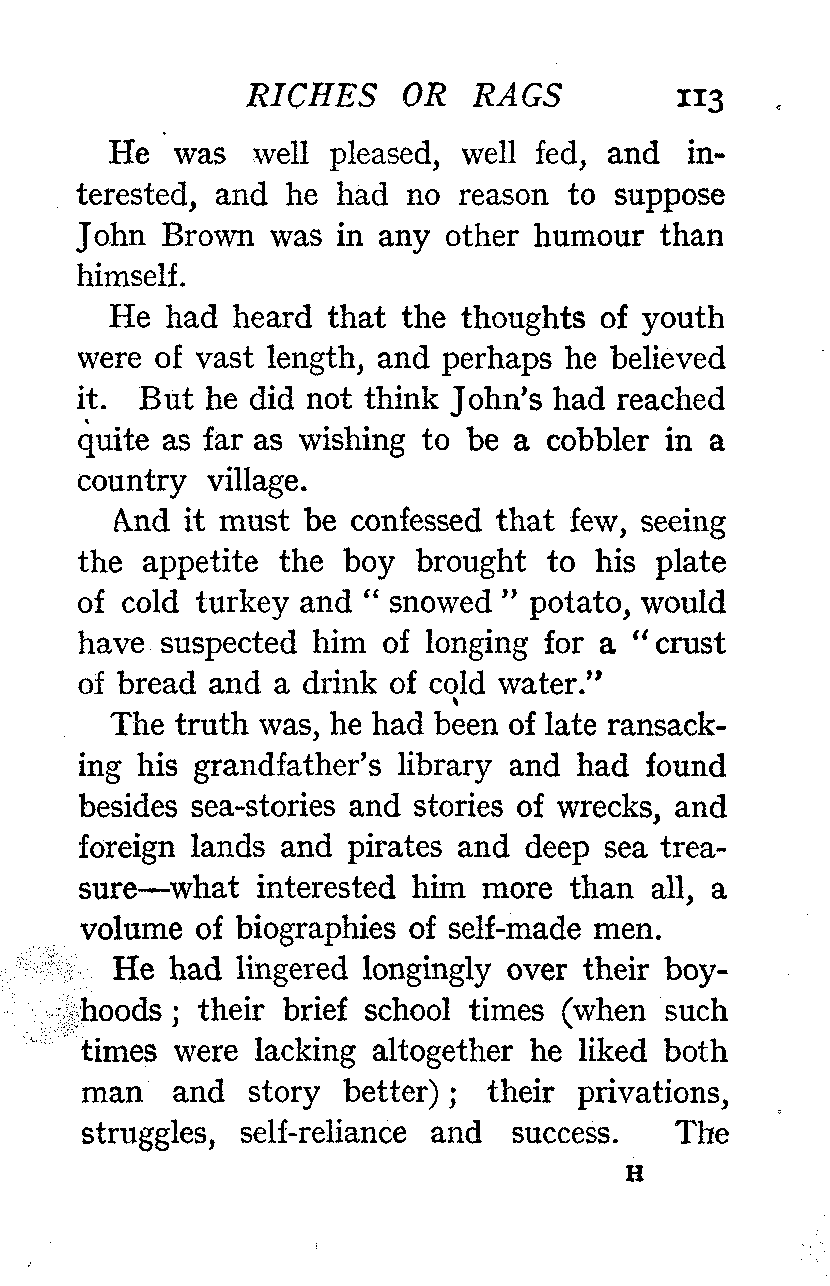 RICHES OR RAGS 113
He was well pleased, well fed, and in-
terested, and he had no reason to suppose
John Brown was in any other humour than
himself.
He had heard that the thoughts of youth
were of vast length, and perhaps he believed
it. But he did not think John's had reached
quite as far as wishing to be a cobbler in a
country village.
And it must be confessed that few, seeing
the appetite the boy brought to his plate
of cold turkey and " snowed " potato, would
have suspected him of longing for a " crust
of bread and a drink of cold water."
The truth was, he had been of late ransack-
ing his grandfather's library and had found
besides sea-stories and stories of wrecks, and
foreign lands and pirates and deep sea trea-
sure—what interested him more than all, a
volume of biographies of self-made men.
He had lingered longingly over their boy-
hoods ; their brief school times (when such
times were lacking altogether he liked both
man and story better) ; their privations,
struggles, self-reliance and success. The
H